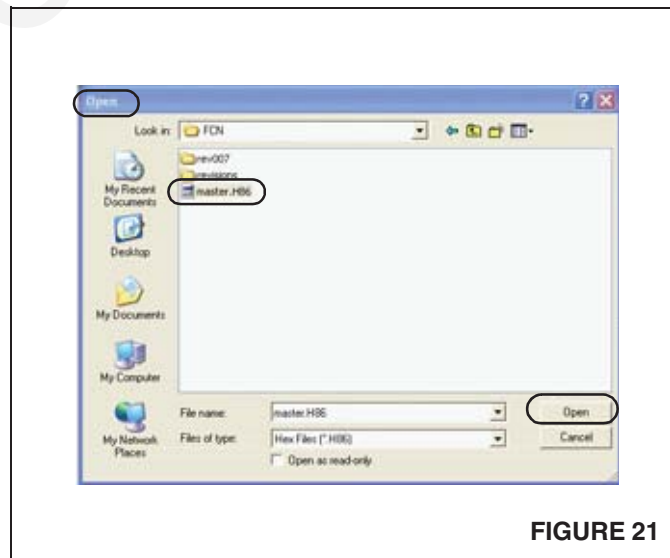 Open
Look in: FCN
rev007
revisions
master.H86
My Recent
Documents
Desktop
My Documents
My Computer
My Network
Places
File name: master.H86 Open
Files of type: Hex Files (*.H86) Cancel
Open as read-only
FIGURE 21